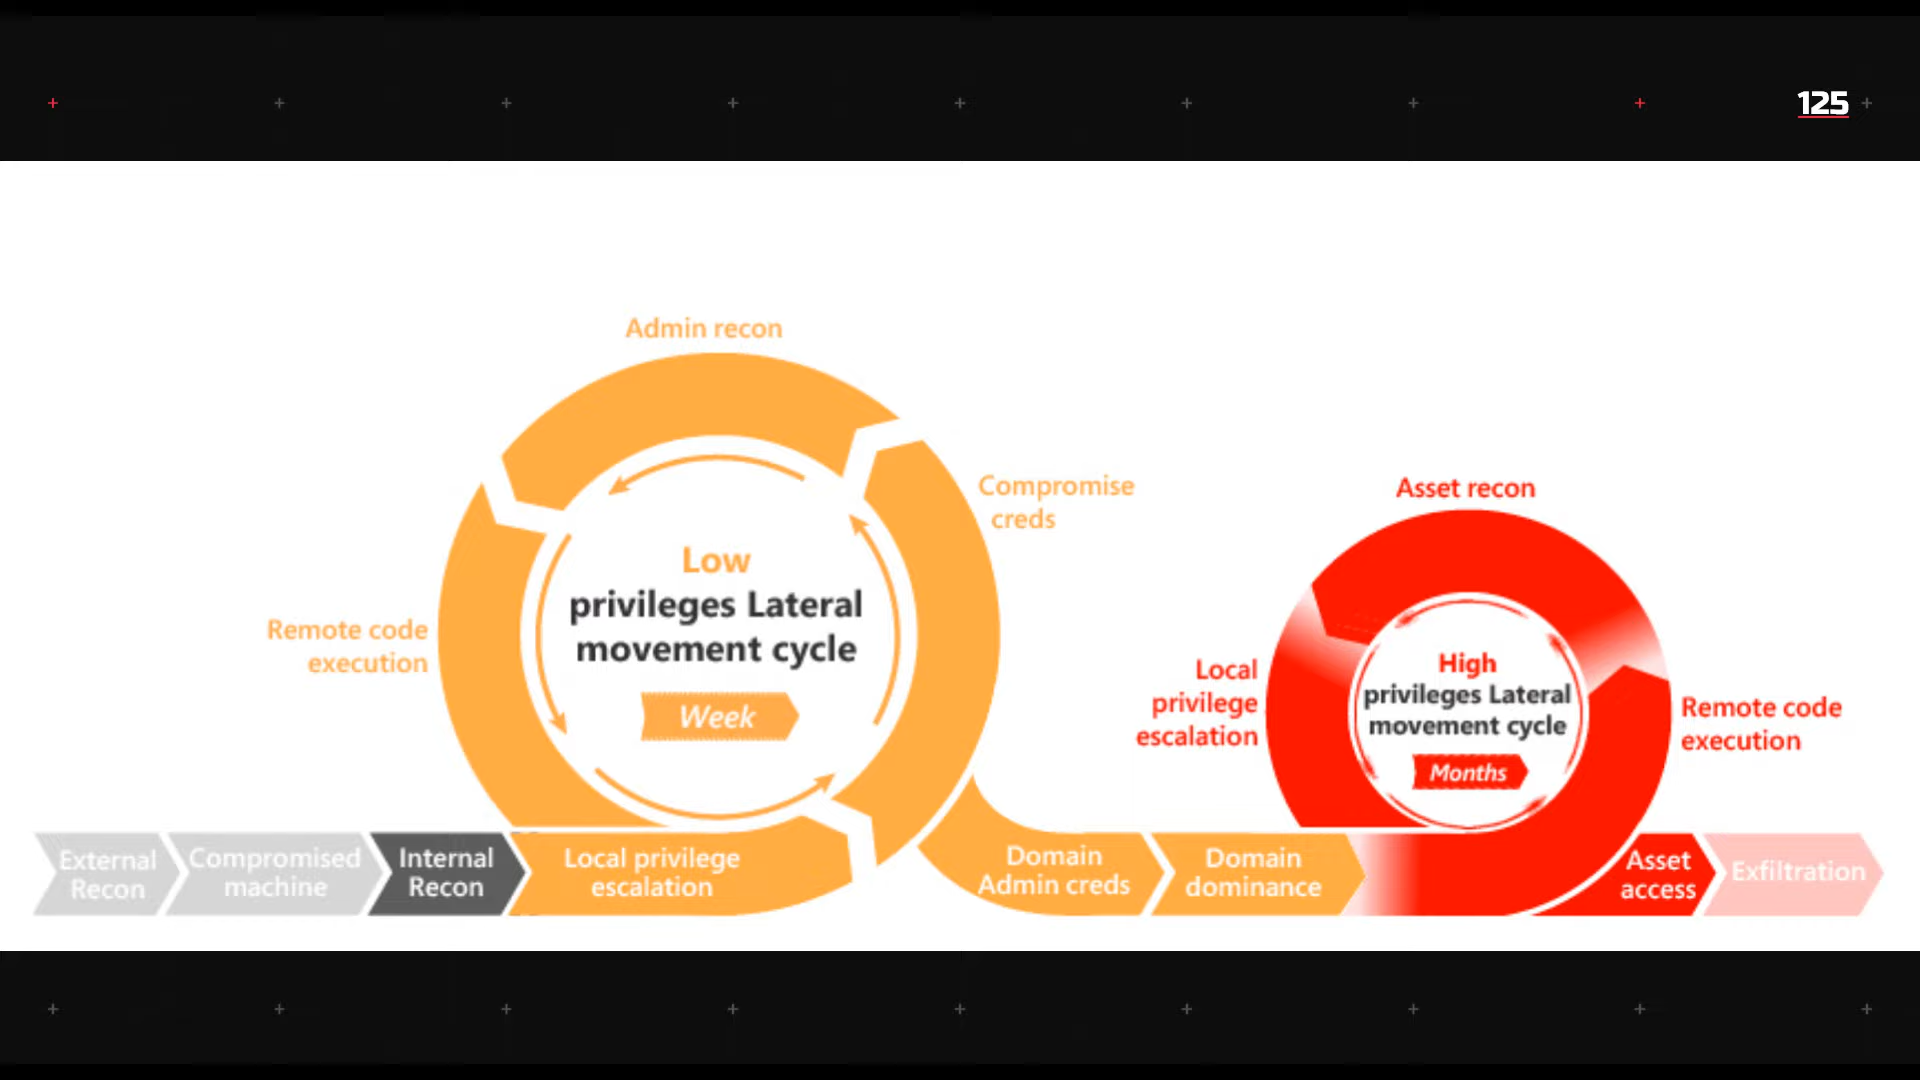 125
Admin recon
Compromise
creds
Remote code
execution
Low
privileges Lateral
movement cycle
Week
External
Recon
Compromised
machine
Internal
Recon
Local privilege
escalation
Domain
Admin creds
Domain
dominance
Asset recon
Local
privilege
escalation
High
privileges Lateral
movement cycle
Months
Remote code
execution
Asset
access
Exfiltration